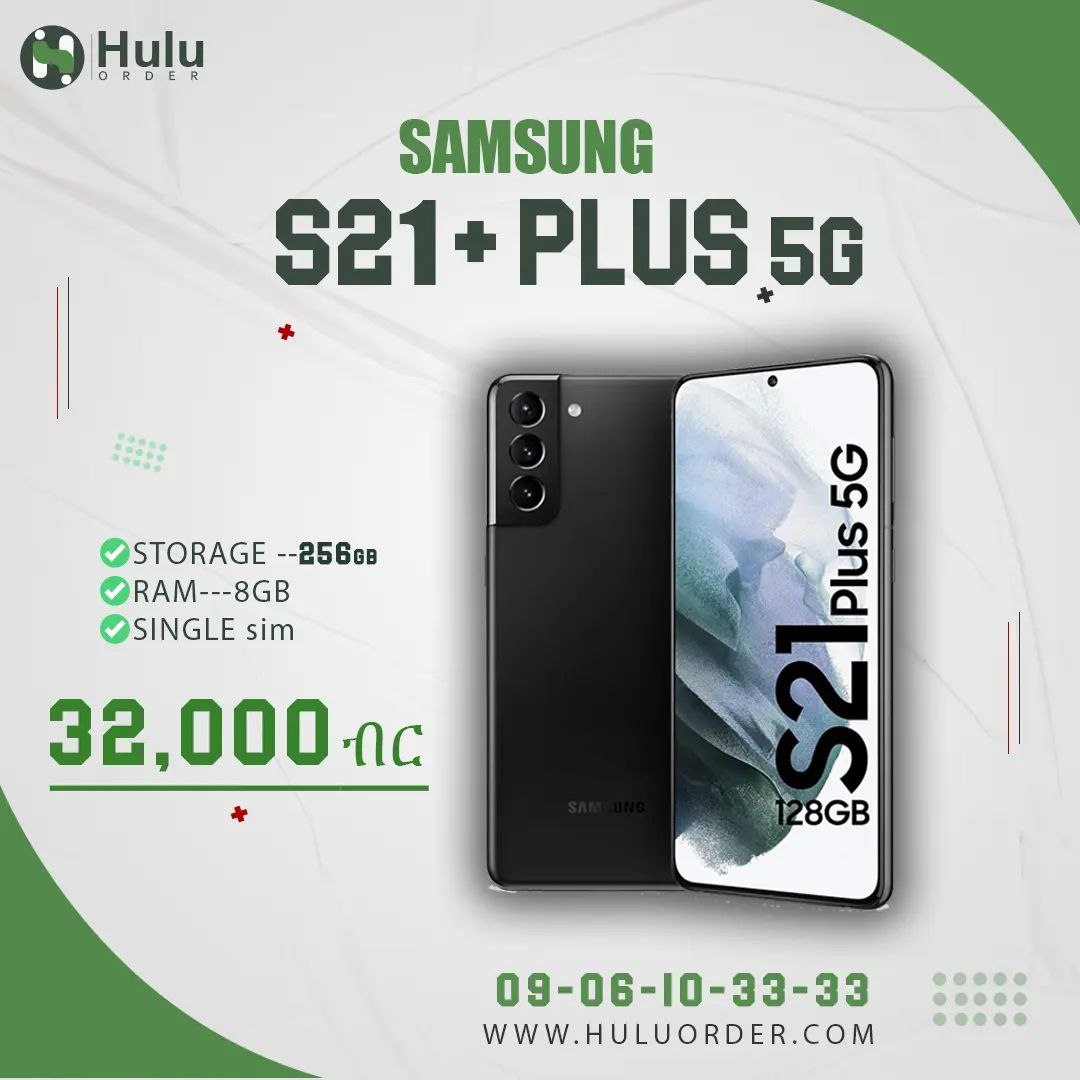 Hulu
ORDER
SAMSUNG
S21+ PLUS 5G
STORAGE --256GB
RAM---8GB
SINGLE sim
32,000 ብር
SAMSUNG
S21 Plus 5G
128GB
09-06-10-33-33
WWW.HULUORDER.COM